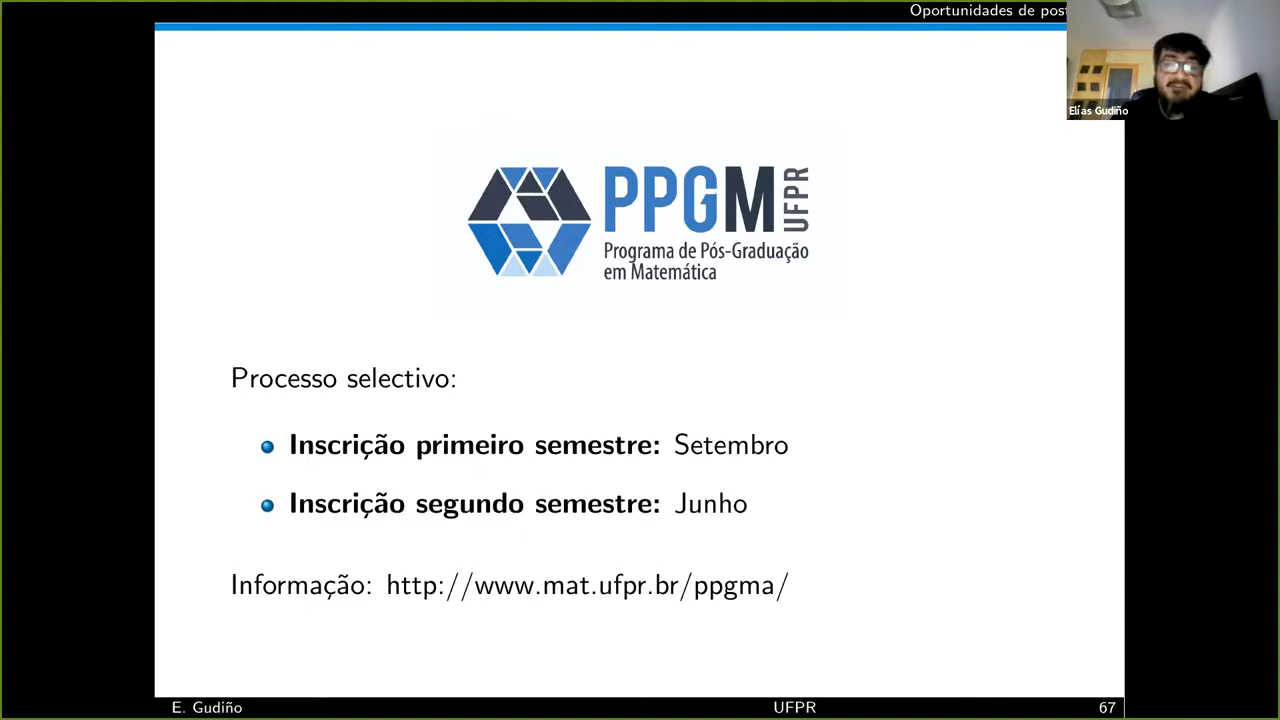 Oportunidades de
Elías Gudiño
PPGM UFPR
Programa de Pós-Graduação
em Matemática
Processo selectivo:
Inscrição primeiro semestre: Setembro
Inscrição segundo semestre: Junho
Informação: http://www.mat.ufpr.br/ppgma/
E. Gudiño UFPR 67